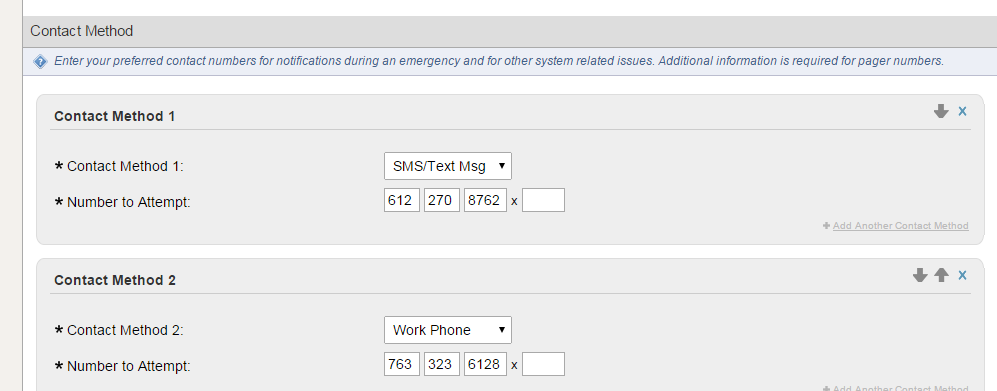 Contact Method
Enter your preferred contact numbers for notifications during an emergency and for other system related issues. Additional information is required for pager numbers.
Contact Method 1
X
* Contact Method 1: SMS/Text Msg
* Number to Attempt: 612 270 8762 x
Add Another Contact Method
Contact Method 2
X
* Contact Method 2: Work Phone
* Number to Attempt: 763 323 6128 x
Add Another Contact Method